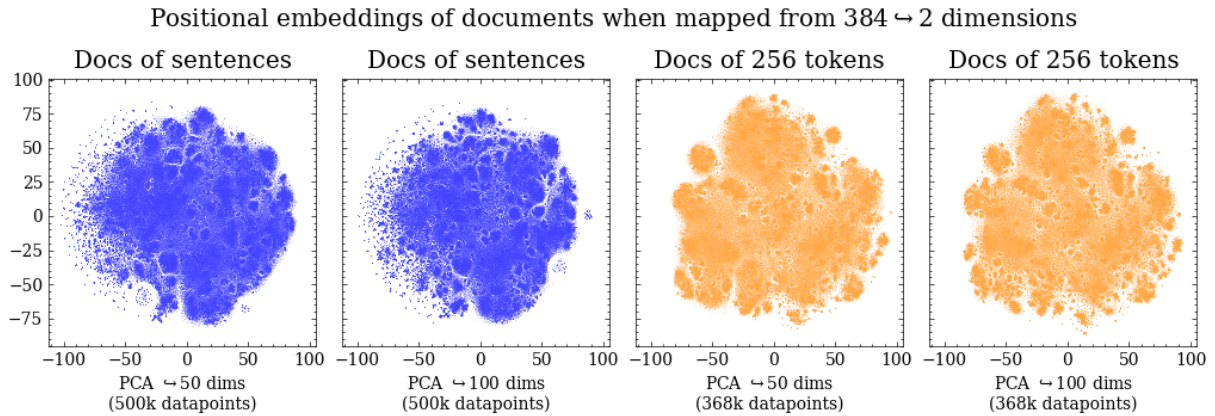 Positional embeddings of documents when mapped from 384↪2 dimensions
Docs of sentences
Docs of sentences
Docs of 256 tokens
Docs of 256 tokens
100
75
50
25
0
−25
−50
−75
−100 −50 0 50 100
−100 −50 0 50 100
−100 −50 0 50 100
−100 −50 0 50 100
PCA ↪50 dims
(500k datapoints)
PCA ↪100 dims
(500k datapoints)
PCA ↪50 dims
(368k datapoints)
PCA ↪100 dims
(368k datapoints)